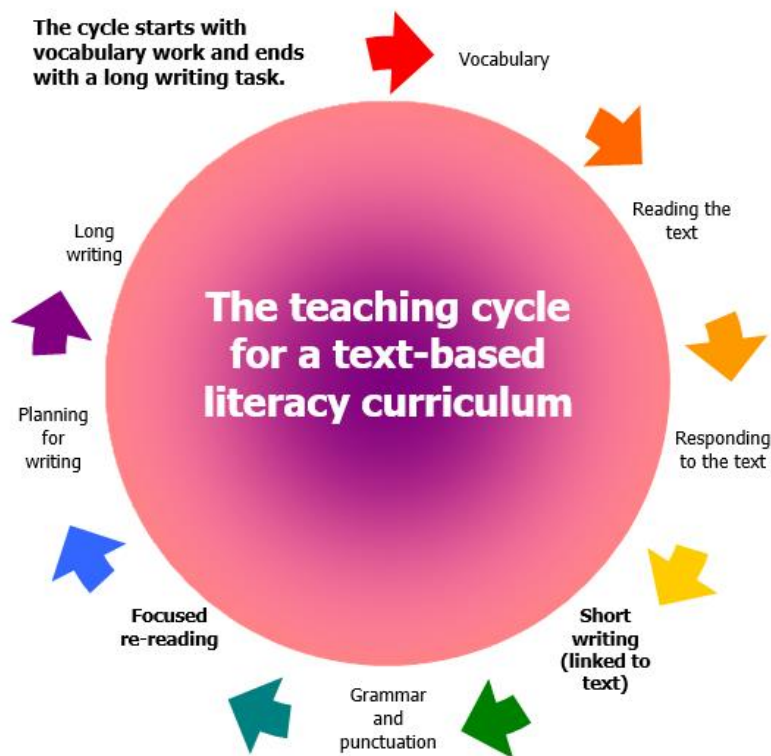 The cycle starts with
vocabulary work and ends
with a long writing task.
Vocabulary
Reading the
text
Responding
to the text
Short
writing
(linked to
text)
Grammar
and
punctuation
Focused
re-reading
Planning
for
writing
Long
writing
The teaching cycle
for a text-based
literacy curriculum